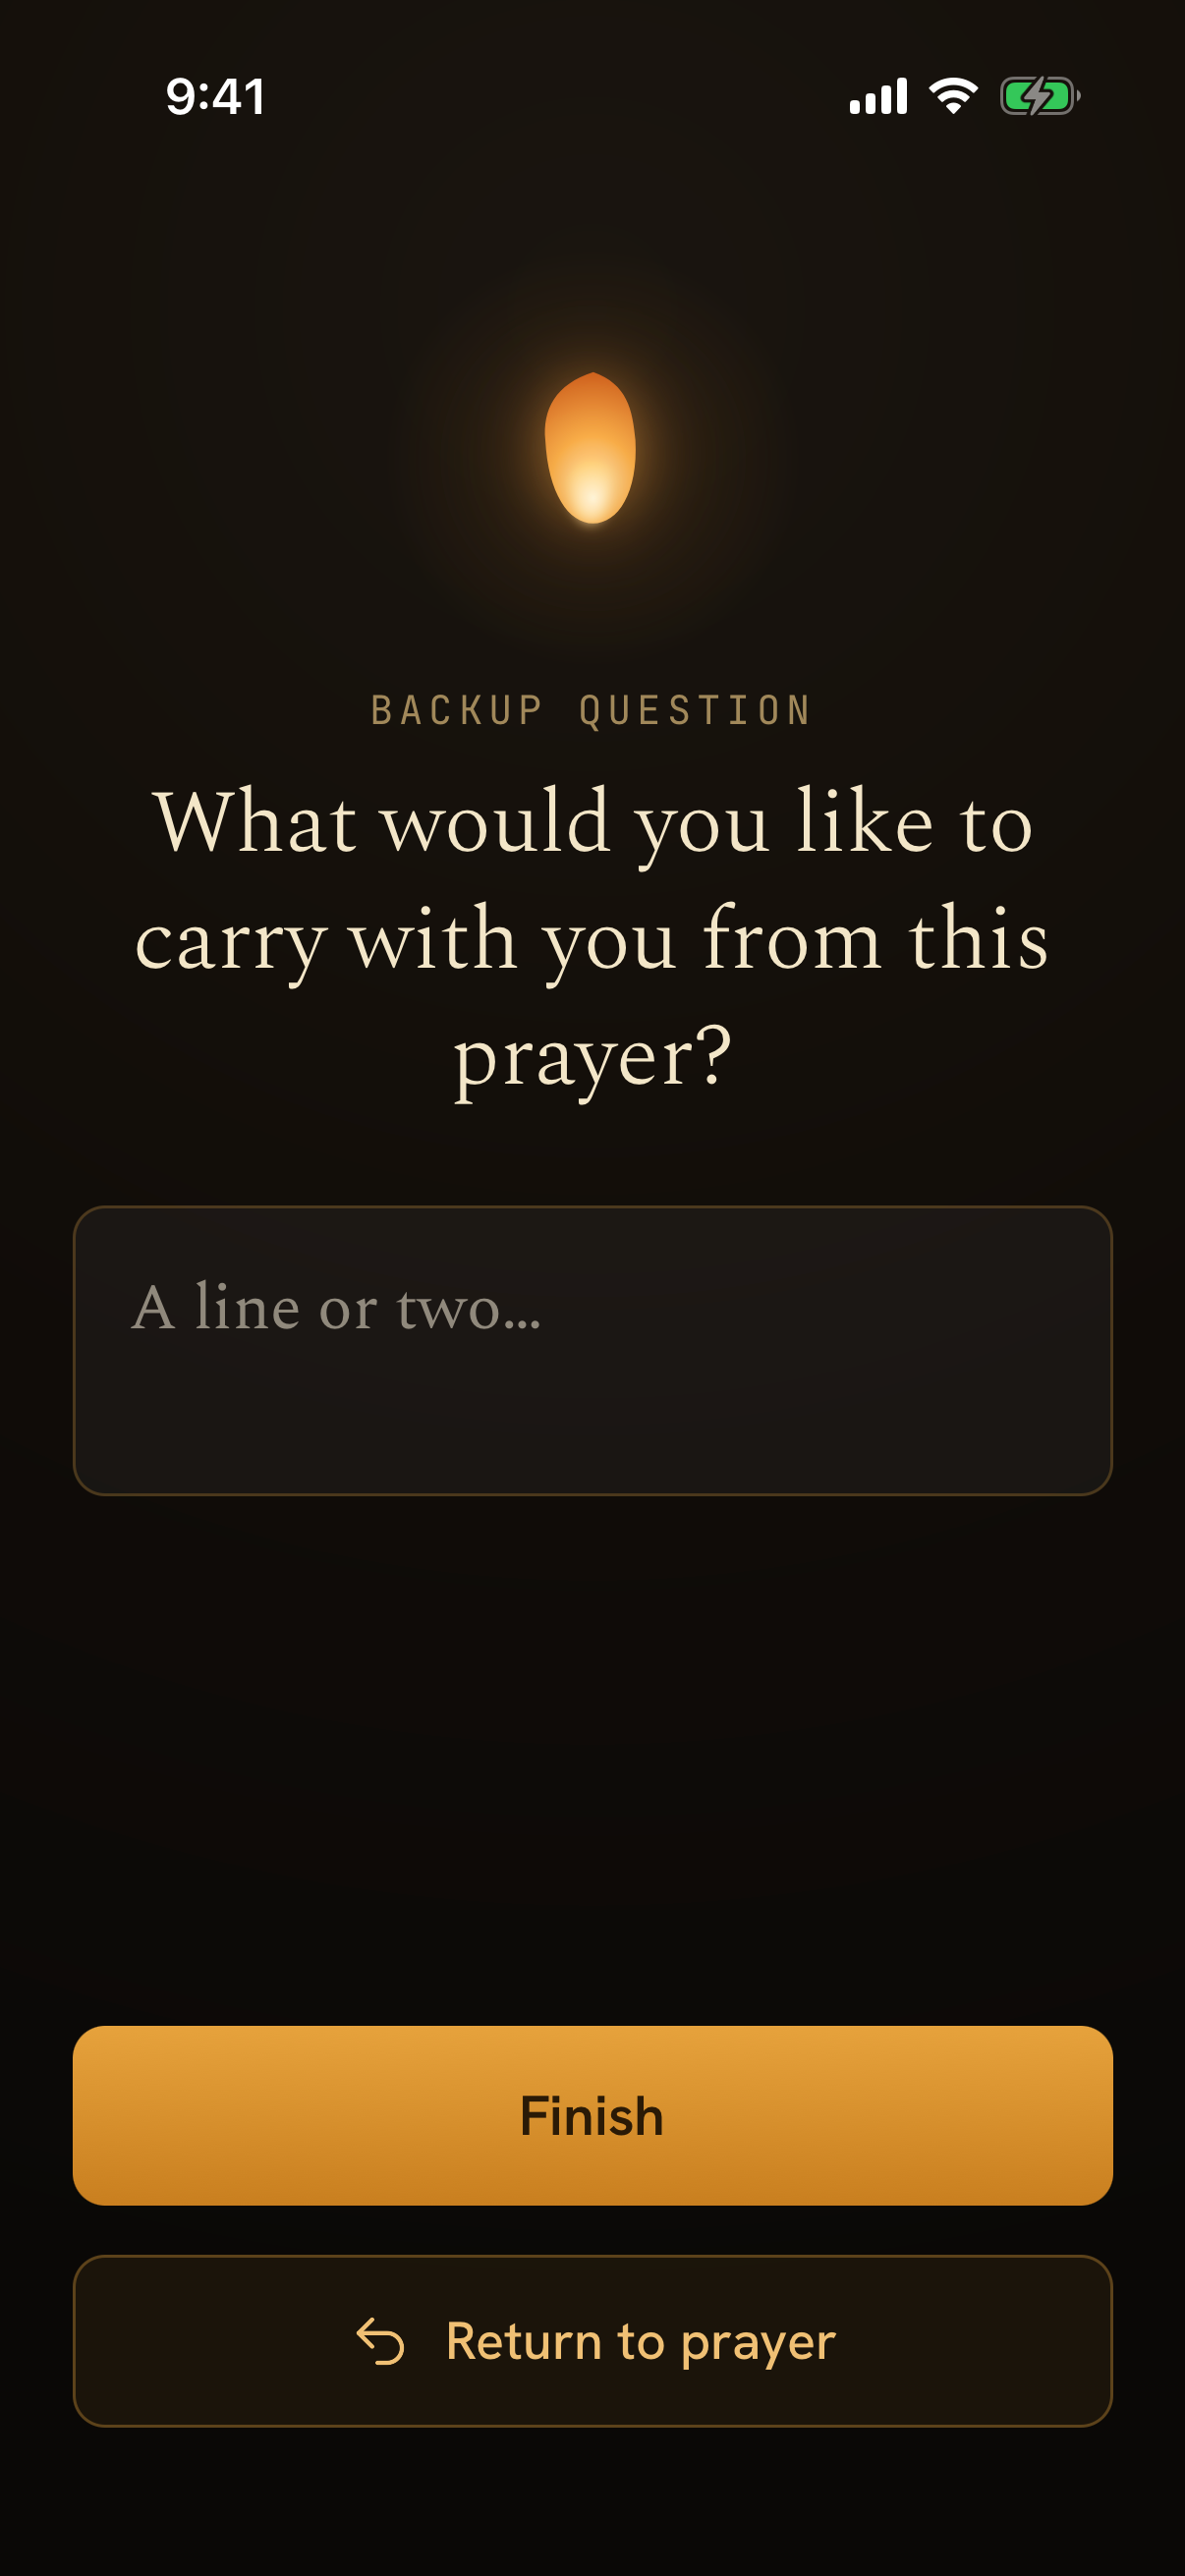 9:41
BACKUP QUESTION
What would you like to
carry with you from this
prayer?
A line or two…
Finish
Return to prayer